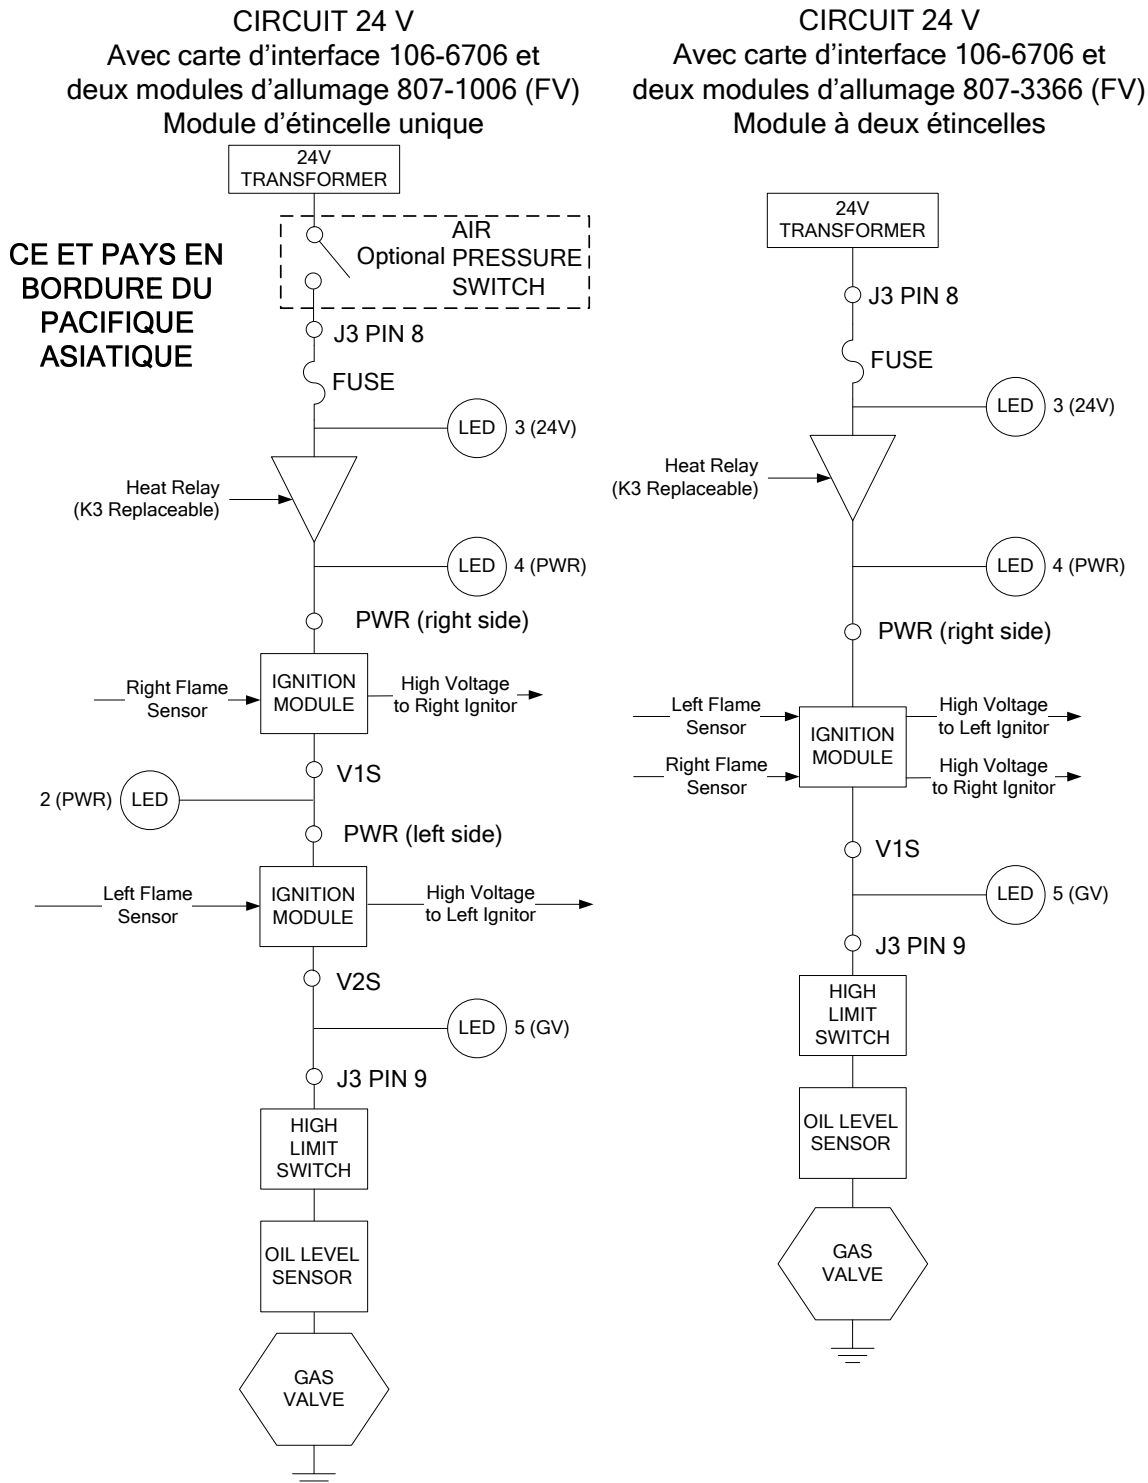 CIRCUIT 24 V
Avec carte d'interface 106-6706 et
deux modules d'allumage 807-1006 (FV)
Module d'étincelle unique
24V
TRANSFORMER
AIR
Optional PRESSURE
SWITCH
CE ET PAYS EN
BORDURE DU
PACIFIQUE
ASIATIQUE
J3 PIN 8
FUSE
LED 3 (24V)
Heat Relay
(K3 Replaceable)
LED 4 (PWR)
PWR (right side)
Right Flame
Sensor
IGNITION
MODULE
High Voltage
to Right Ignitor
V1S
2 (PWR) LED
PWR (left side)
Left Flame
Sensor
IGNITION
MODULE
High Voltage
to Left Ignitor
V2S
LED 5 (GV)
J3 PIN 9
HIGH
LIMIT
SWITCH
OIL LEVEL
SENSOR
GAS
VALVE
CIRCUIT 24 V
Avec carte d'interface 106-6706 et
deux modules d'allumage 807-3366 (FV)
Module à deux étincelles
24V
TRANSFORMER
J3 PIN 8
FUSE
LED 3 (24V)
Heat Relay
(K3 Replaceable)
LED 4 (PWR)
PWR (right side)
Left Flame
Sensor
Right Flame
Sensor
IGNITION
MODULE
High Voltage
to Left Ignitor
High Voltage
to Right Ignitor
V1S
LED 5 (GV)
J3 PIN 9
HIGH
LIMIT
SWITCH
OIL LEVEL
SENSOR
GAS
VALVE